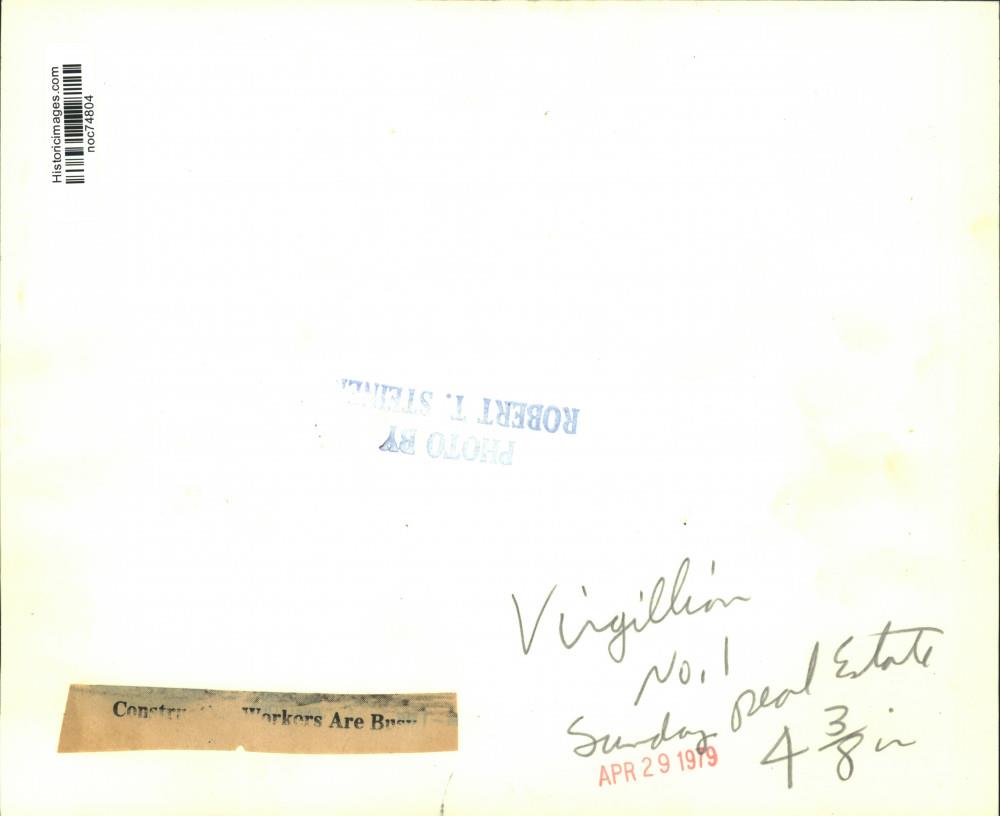 Historicimages.com
noc74804
PHOTO BY
ROBERT T.
Virgillion
No. 1
Sunday Real Estate
4 3/8 in
APR 29 1979
Workers Are